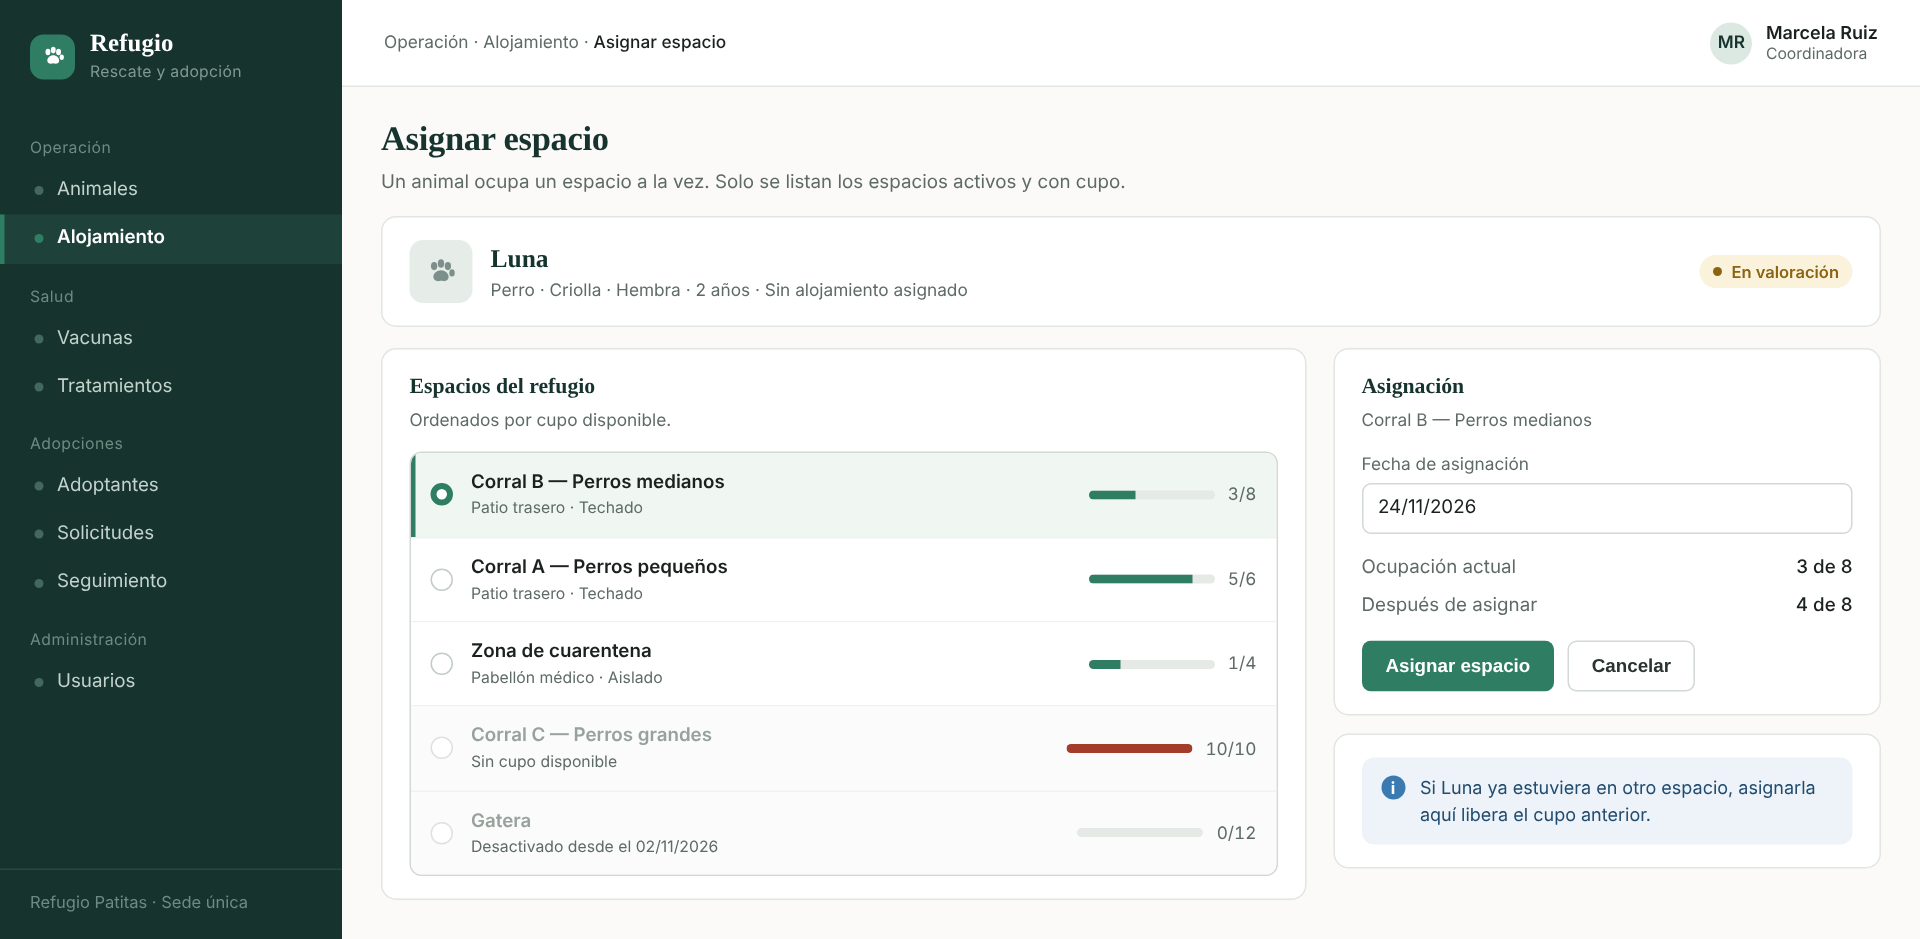 Refugio
Rescate y adopción
Operación
Animales
Alojamiento
Salud
Vacunas
Tratamientos
Adopciones
Adoptantes
Solicitudes
Seguimiento
Administración
Usuarios
Refugio Patitas · Sede única
Operación · Alojamiento · Asignar espacio
MR
Marcela Ruiz
Coordinadora
Asignar espacio
Un animal ocupa un espacio a la vez. Solo se listan los espacios activos y con cupo.
Luna
Perro · Criolla · Hembra · 2 años · Sin alojamiento asignado
En valoración
Espacios del refugio
Ordenados por cupo disponible.
Corral B — Perros medianos
Patio trasero · Techado
3/8
Corral A — Perros pequeños
Patio trasero · Techado
5/6
Zona de cuarentena
Pabellón médico · Aislado
1/4
Corral C — Perros grandes
Sin cupo disponible
10/10
Gatera
Desactivado desde el 02/11/2026
0/12
Asignación
Corral B — Perros medianos
Fecha de asignación
24/11/2026
Ocupación actual 3 de 8
Después de asignar 4 de 8
Asignar espacio Cancelar
Si Luna ya estuviera en otro espacio, asignarla
aquí libera el cupo anterior.